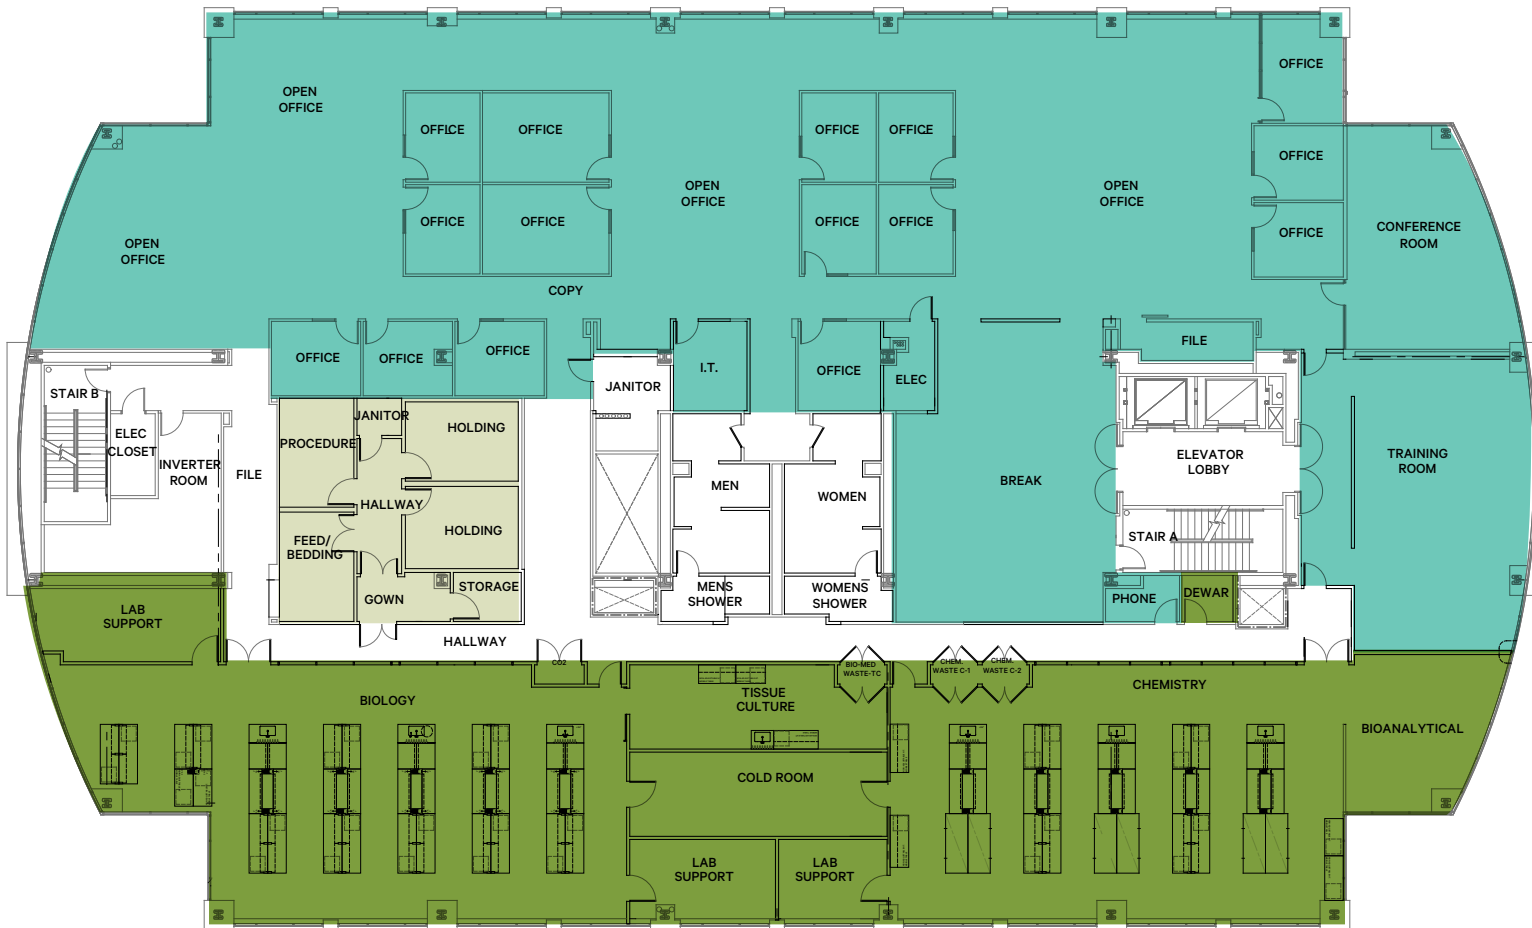 OFFICE
OPEN
OFFICE
OFFICE
OFFICE
OFFICE
OFFICE
OFFICE
OPEN
OFFICE
OPEN
OFFICE
OFFICE
OFFICE
OFFICE
OFFICE
OFFICE
CONFERENCE
ROOM
OPEN
OFFICE
COPY
FILE
OFFICE
OFFICE
OFFICE
I.T.
OFFICE
ELEC
JANITOR
STAIR B
JANITOR
HOLDING
ELEC
CLOSET
PROCEDURE
INVERTER
ROOM
FILE
ELEVATOR
LOBBY
TRAINING
ROOM
BREAK
MEN
WOMEN
HALLWAY
HOLDING
FEED/
BEDDING
STAIR A
STORAGE
GOWN
MENS
SHOWER
WOMENS
SHOWER
PHONE
DEWAR
LAB
SUPPORT
HALLWAY
CO2
BIO-MED
WASTE-TC
CHEM.
WASTE C-1
CHEM.
WASTE C-2
BIOLOGY
TISSUE
CULTURE
CHEMISTRY
BIOANALYTICAL
COLD ROOM
LAB
SUPPORT
LAB
SUPPORT